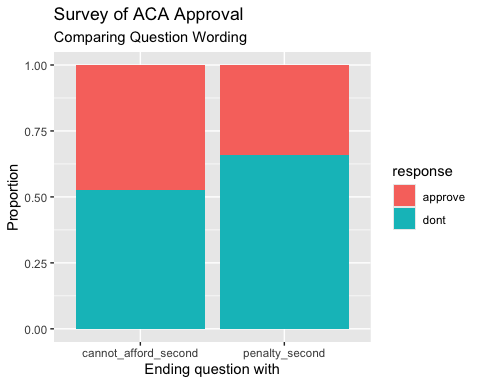 Survey of ACA Approval
Comparing Question Wording
1.00
0.75
0.50
0.25
0.00
Proportion
cannot_afford_second
penalty_second
Ending question with
response
approve
dont